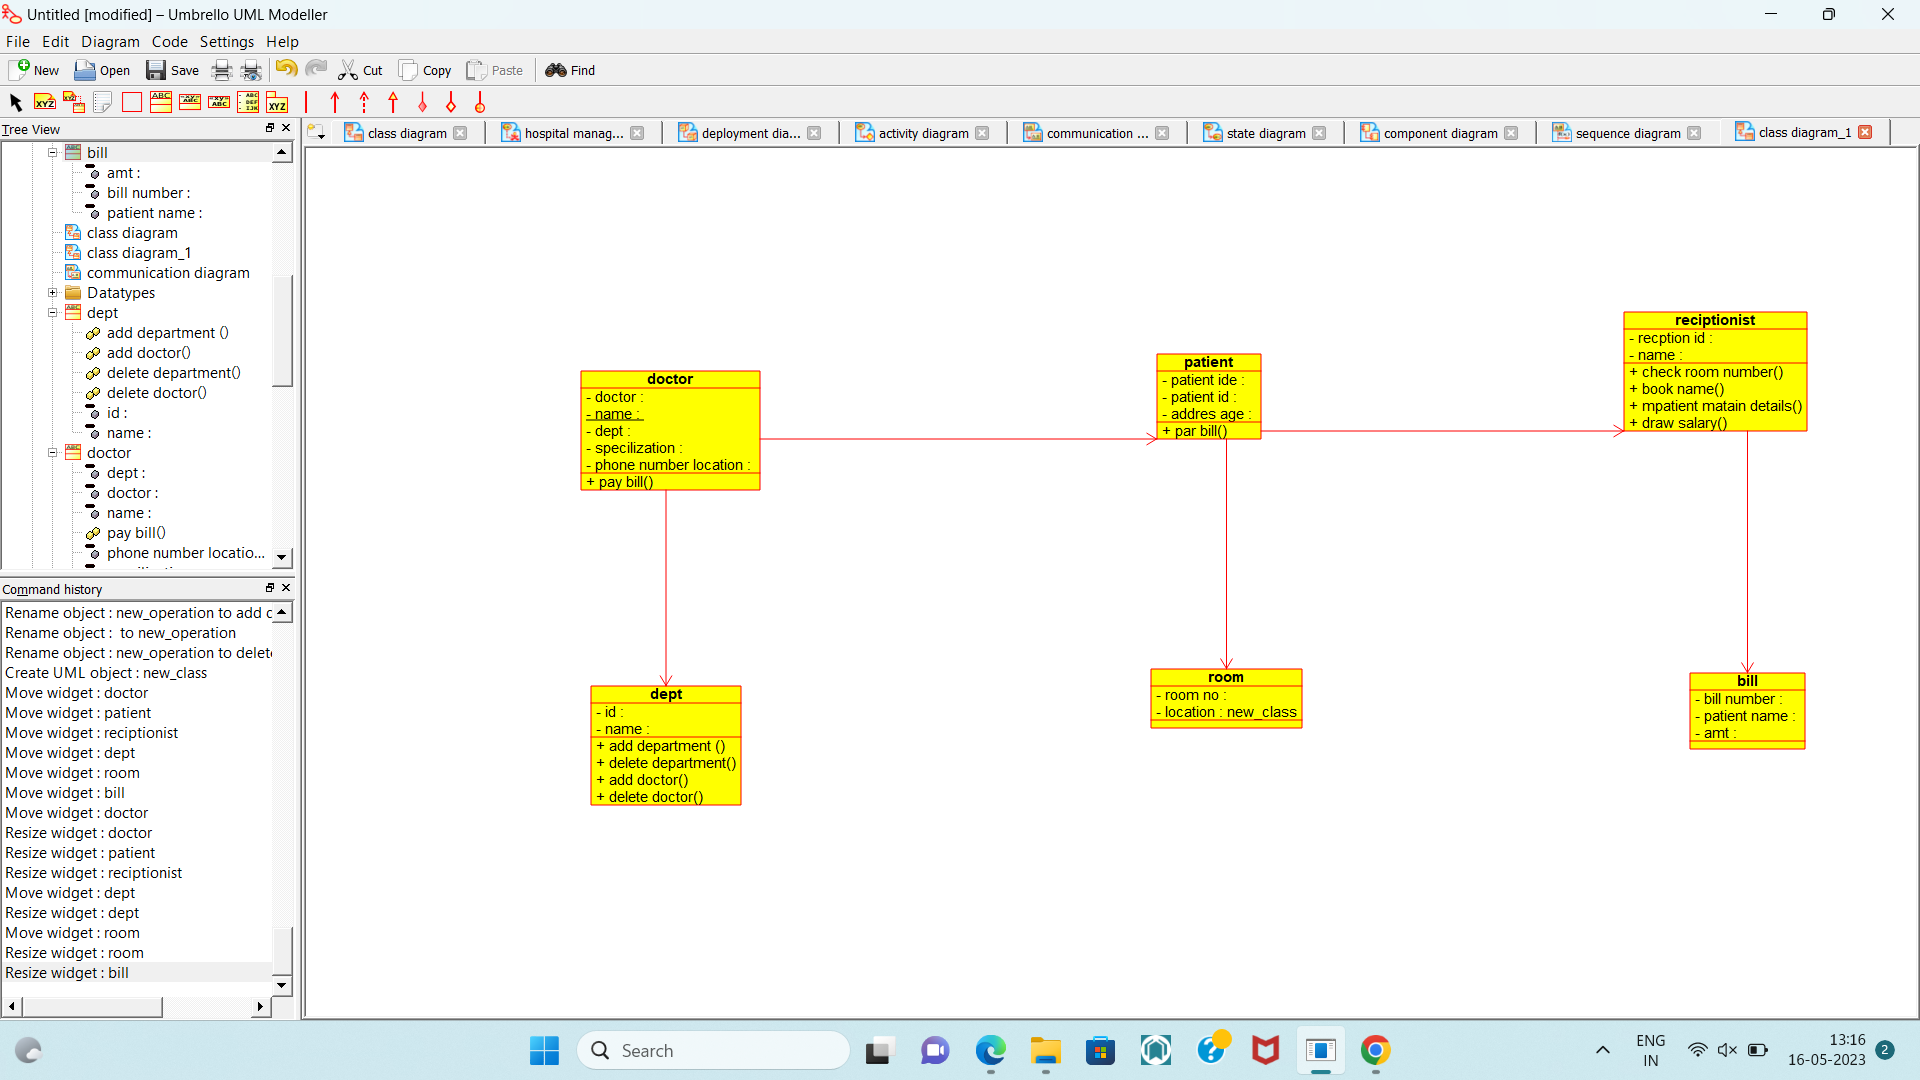 Untitled [modified] – Umbrello UML Modeller
File Edit Diagram Code Settings Help
New Open Save Cut Copy Paste Find
Tree View
class diagram
hospital manag...
deployment dia...
activity diagram
communication ...
state diagram
component diagram
sequence diagram
class diagram_1
bill
amt :
bill number :
patient name :
class diagram
class diagram_1
communication diagram
Datatypes
dept
add department ()
add doctor()
delete department()
delete doctor()
id :
name :
doctor
dept :
doctor :
name :
pay bill()
phone number locatio...
Command history
Rename object : new_operation to add
Rename object : to new_operation
Rename object : new_operation to delet
Create UML object : new_class
Move widget : doctor
Move widget : patient
Move widget : reciptionist
Move widget : dept
Move widget : room
Move widget : bill
Move widget : doctor
Resize widget : doctor
Resize widget : patient
Resize widget : reciptionist
Move widget : dept
Resize widget : dept
Move widget : room
Resize widget : room
Resize widget : bill
doctor
- doctor :
- name :
- dept :
- specilization :
- phone number location :
+ pay bill()
patient
- patient ide :
- patient id :
- addres age :
+ par bill()
reciptionist
- recption id :
- name :
+ check room number()
+ book name()
+ mpatient matain details()
+ draw salary()
dept
- id :
- name :
+ add department ()
+ delete department()
+ add doctor()
+ delete doctor()
room
- room no :
- location : new_class
bill
- bill number :
- patient name :
- amt :
Search
ENG
IN
13:16
16-05-2023
2